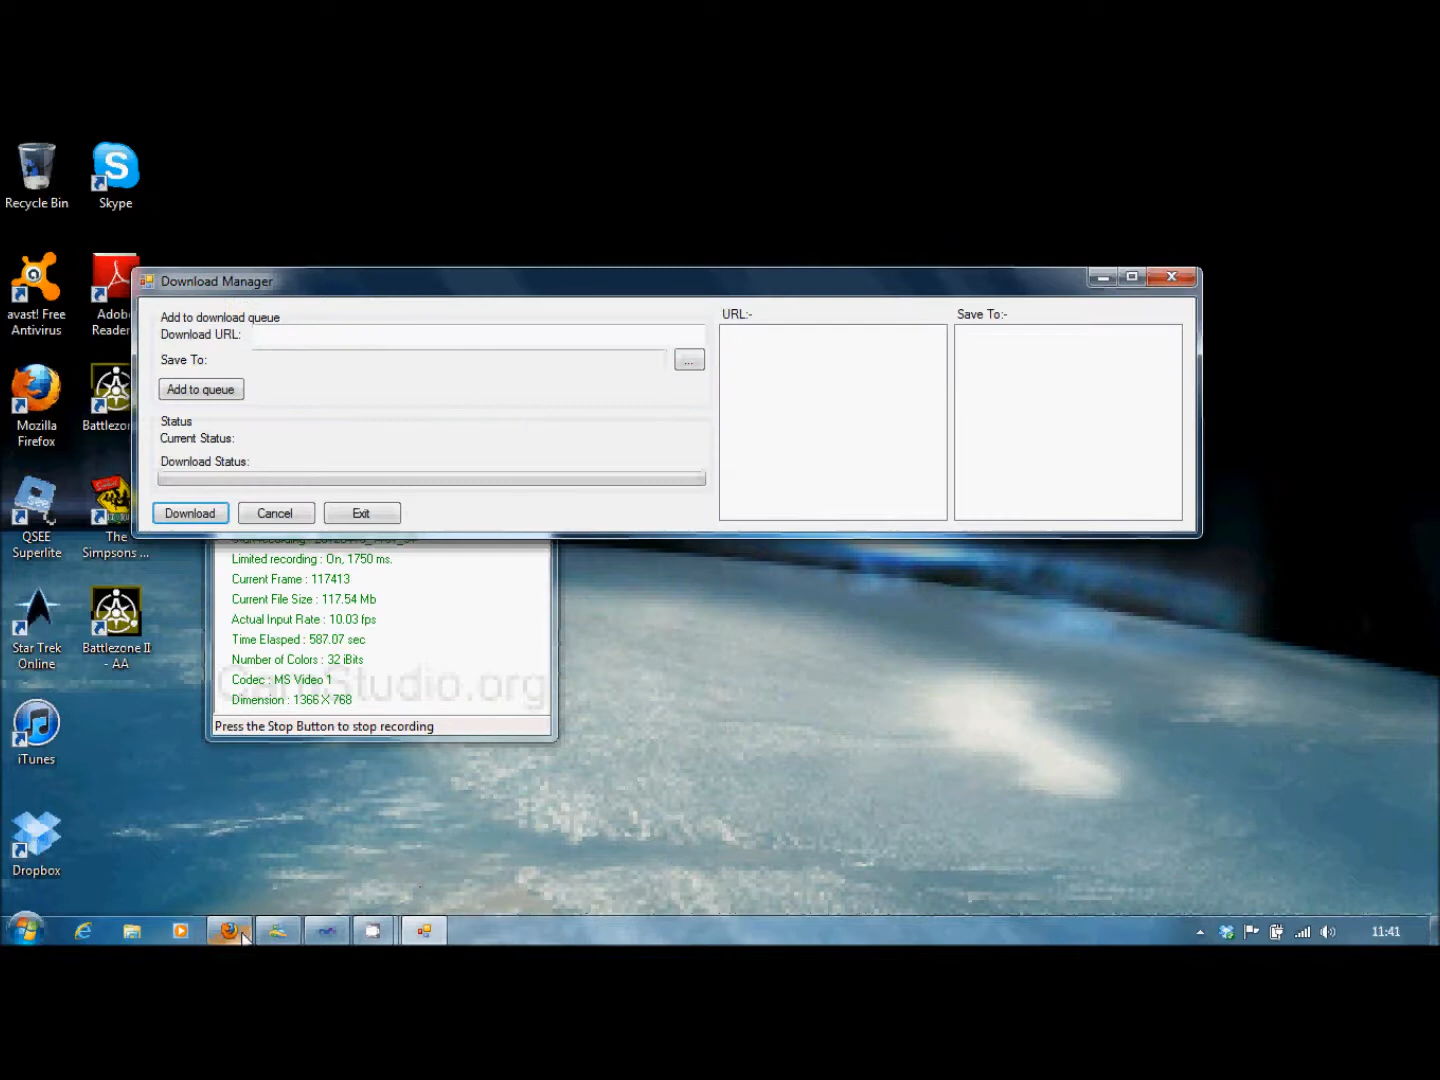 Recycle Bin
Skype
avast! Free
Antivirus
Adob
Reader
Mozilla
Firefox
Battlezor
QSEE
Superlite
The
Simpsons ...
Star Trek
Online
Battlezone II
- AA
iTunes
Dropbox
Download Manager
Add to download queue
Download URL:
Save To:
...
Add to queue
Status
Current Status:
Download Status:
Download
Cancel
Exit
URL:-
Save To:-
Limited recording : On, 1750 ms.
Current Frame : 117413
Current File Size : 117.54 Mb
Actual Input Rate : 10.03 fps
Time Elasped : 587.07 sec
Number of Colors : 32 iBits
Codec : MS Video 1
CamStudio.org
Dimension : 1366 X 768
Press the Stop Button to stop recording
11:41